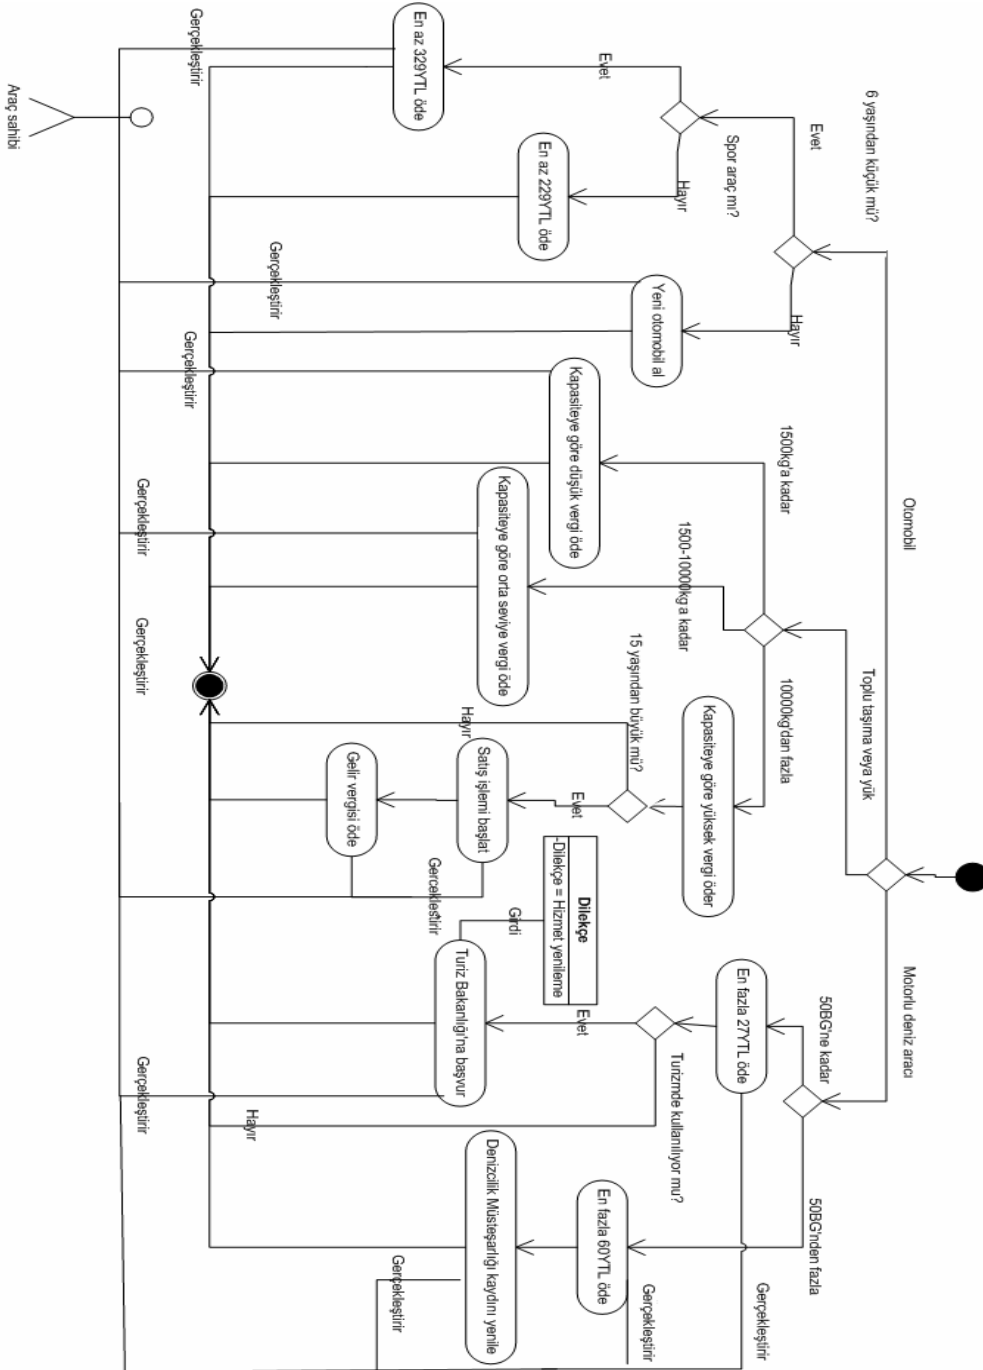 Otomobil
Toplu taşıma veya yük
Motorlu deniz aracı
6 yaşından küçük mü?
Evet
Hayır
Spor araç mı?
Evet
Hayır
En az 329YTL öde
En az 229YTL öde
Yeni otomobil al
1500kg'a kadar
1500-10000kg a kadar
10000kg'dan fazla
Kapasiteye göre düşük vergi öde
Kapasiteye göre orta seviye vergi öde
Kapasiteye göre yüksek vergi öder
15 yaşından büyük mü?
Hayır
Evet
Satış işlemi başlat
Gelir vergisi öde
50BG'ne kadar
50BG'nden fazla
En fazla 27YTL öde
Turizmde kullanılıyor mu?
Evet
Hayır
Dilekçe
-Dilekçe = Hizmet yenileme
Girdi
Turiz Bakanlığı'na başvur
En fazla 60YTL öde
Denizcilik Müsteşarlığı kaydını yenile
Gerçekleştirir
Gerçekleştirir
Gerçekleştirir
Gerçekleştirir
Gerçekleştirir
Gerçekleştirir
Gerçekleştirir
Gerçekleştirir
Gerçekleştirir
Gerçekleştirir
Araç sahibi